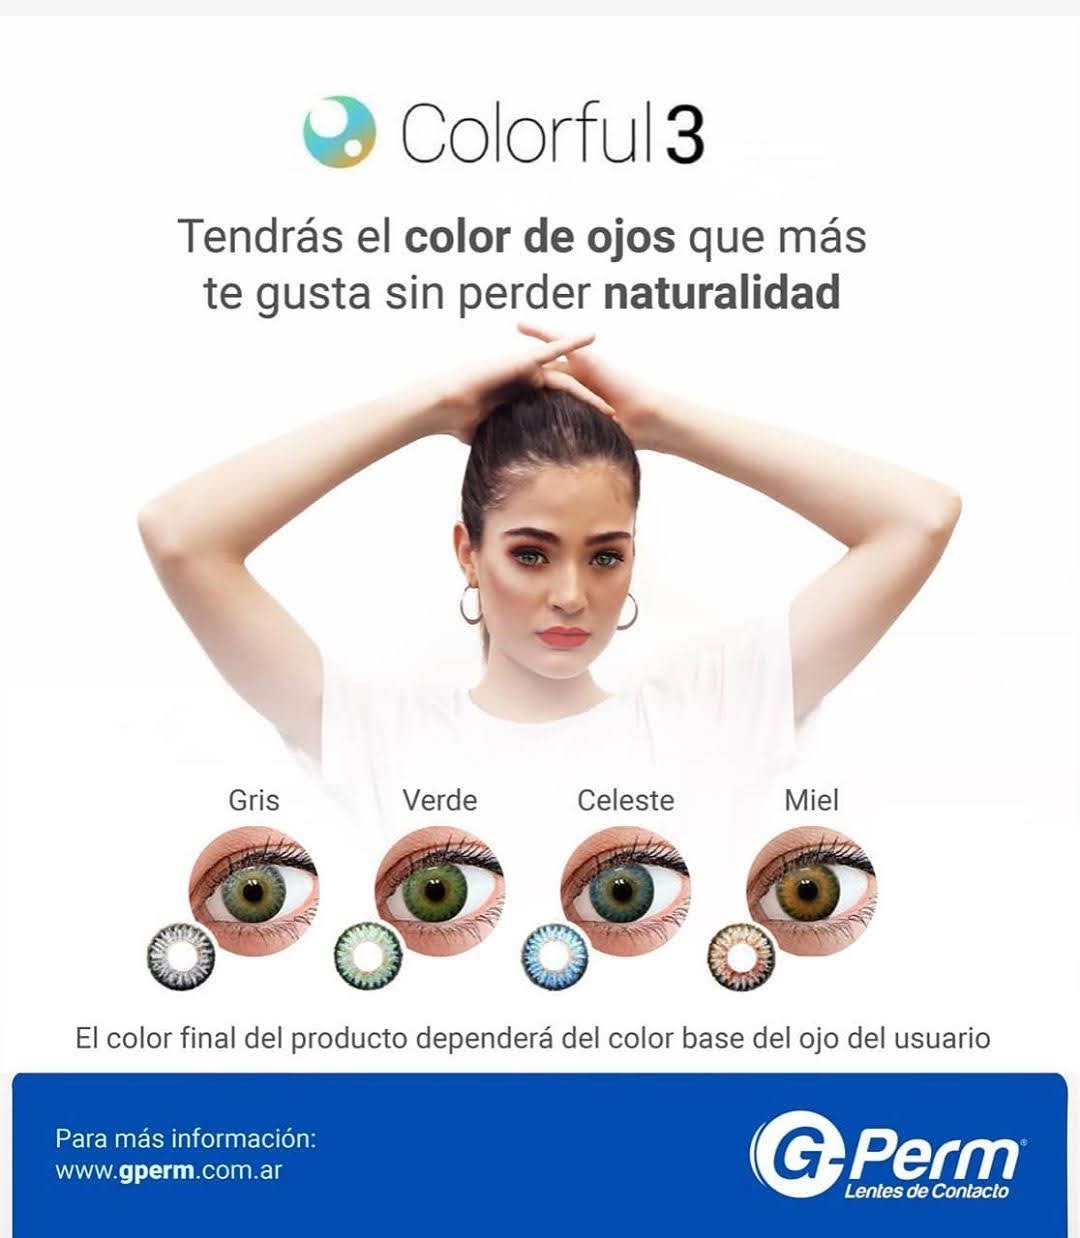 Colorful 3
Tendrás el color de ojos que más
te gusta sin perder naturalidad
Gris Verde Celeste Miel
El color final del producto dependerá del color base del ojo del usuario
Para más información:
www.gperm.com.ar
G-Perm®
Lentes de Contacto